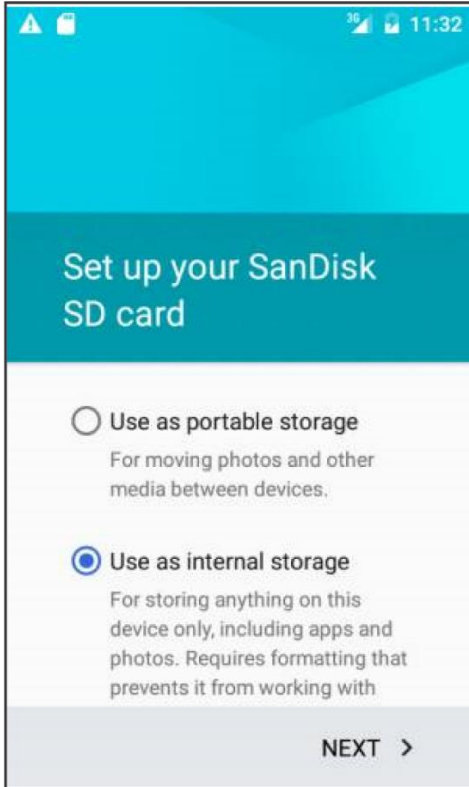 3G 11:32
Set up your SanDisk
SD card
Use as portable storage
For moving photos and other
media between devices.
Use as internal storage
For storing anything on this
device only, including apps and
photos. Requires formatting that
prevents it from working with
NEXT >